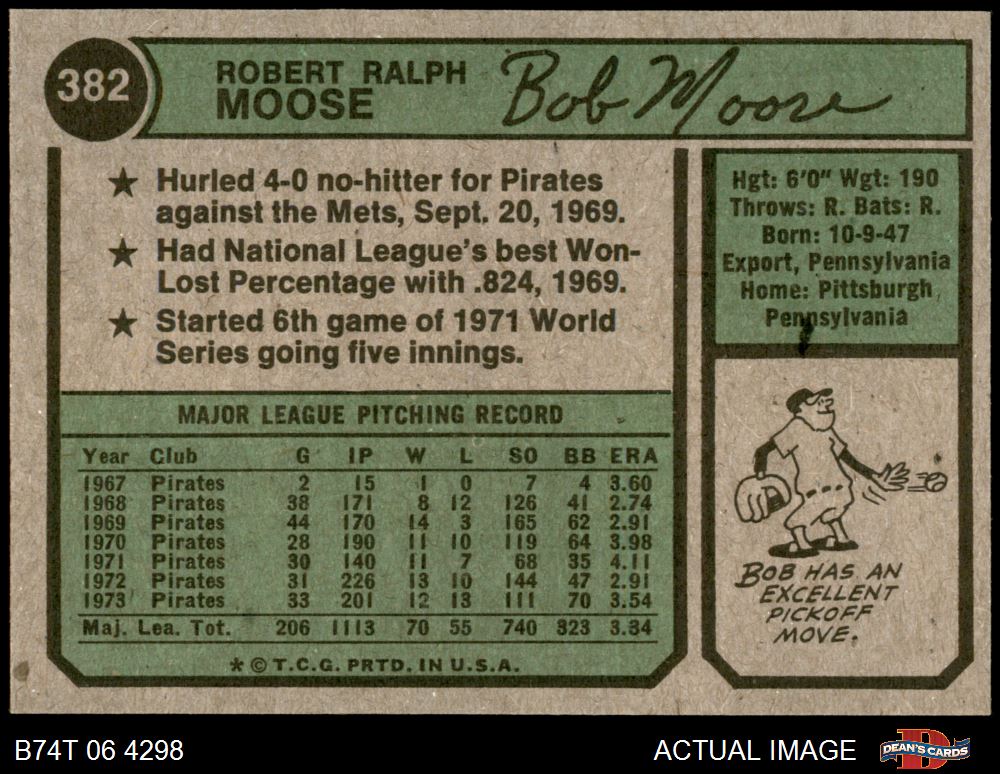 382
ROBERT RALPH
MOOSE
Bob Moose
★ Hurled 4-0 no-hitter for Pirates
against the Mets, Sept. 20, 1969.
★ Had National League's best Won-
Lost Percentage with .824, 1969.
★ Started 6th game of 1971 World
Series going five innings.
Hgt: 6'0" Wgt: 190
Throws: R. Bats: R.
Born: 10-9-47
Export, Pennsylvania
Home: Pittsburgh,
Pennsylvania
MAJOR LEAGUE PITCHING RECORD
Year Club G IP W L SO BB ERA
1967 Pirates 2 15 1 0 7 4 3.60
1968 Pirates 38 171 8 12 126 41 2.74
1969 Pirates 44 170 14 3 165 62 2.91
1970 Pirates 28 190 11 10 119 64 3.98
1971 Pirates 30 140 11 7 68 35 4.11
1972 Pirates 31 226 13 10 144 47 2.91
1973 Pirates 33 201 12 13 111 70 3.54
Maj. Lea. Tot. 206 1113 70 55 740 323 3.34
* © T.C.G. PRTD. IN U.S.A.
BOB HAS AN
EXCELLENT
PICKOFF
MOVE.
B74T 06 4298
ACTUAL IMAGE
DEAN'S CARDS